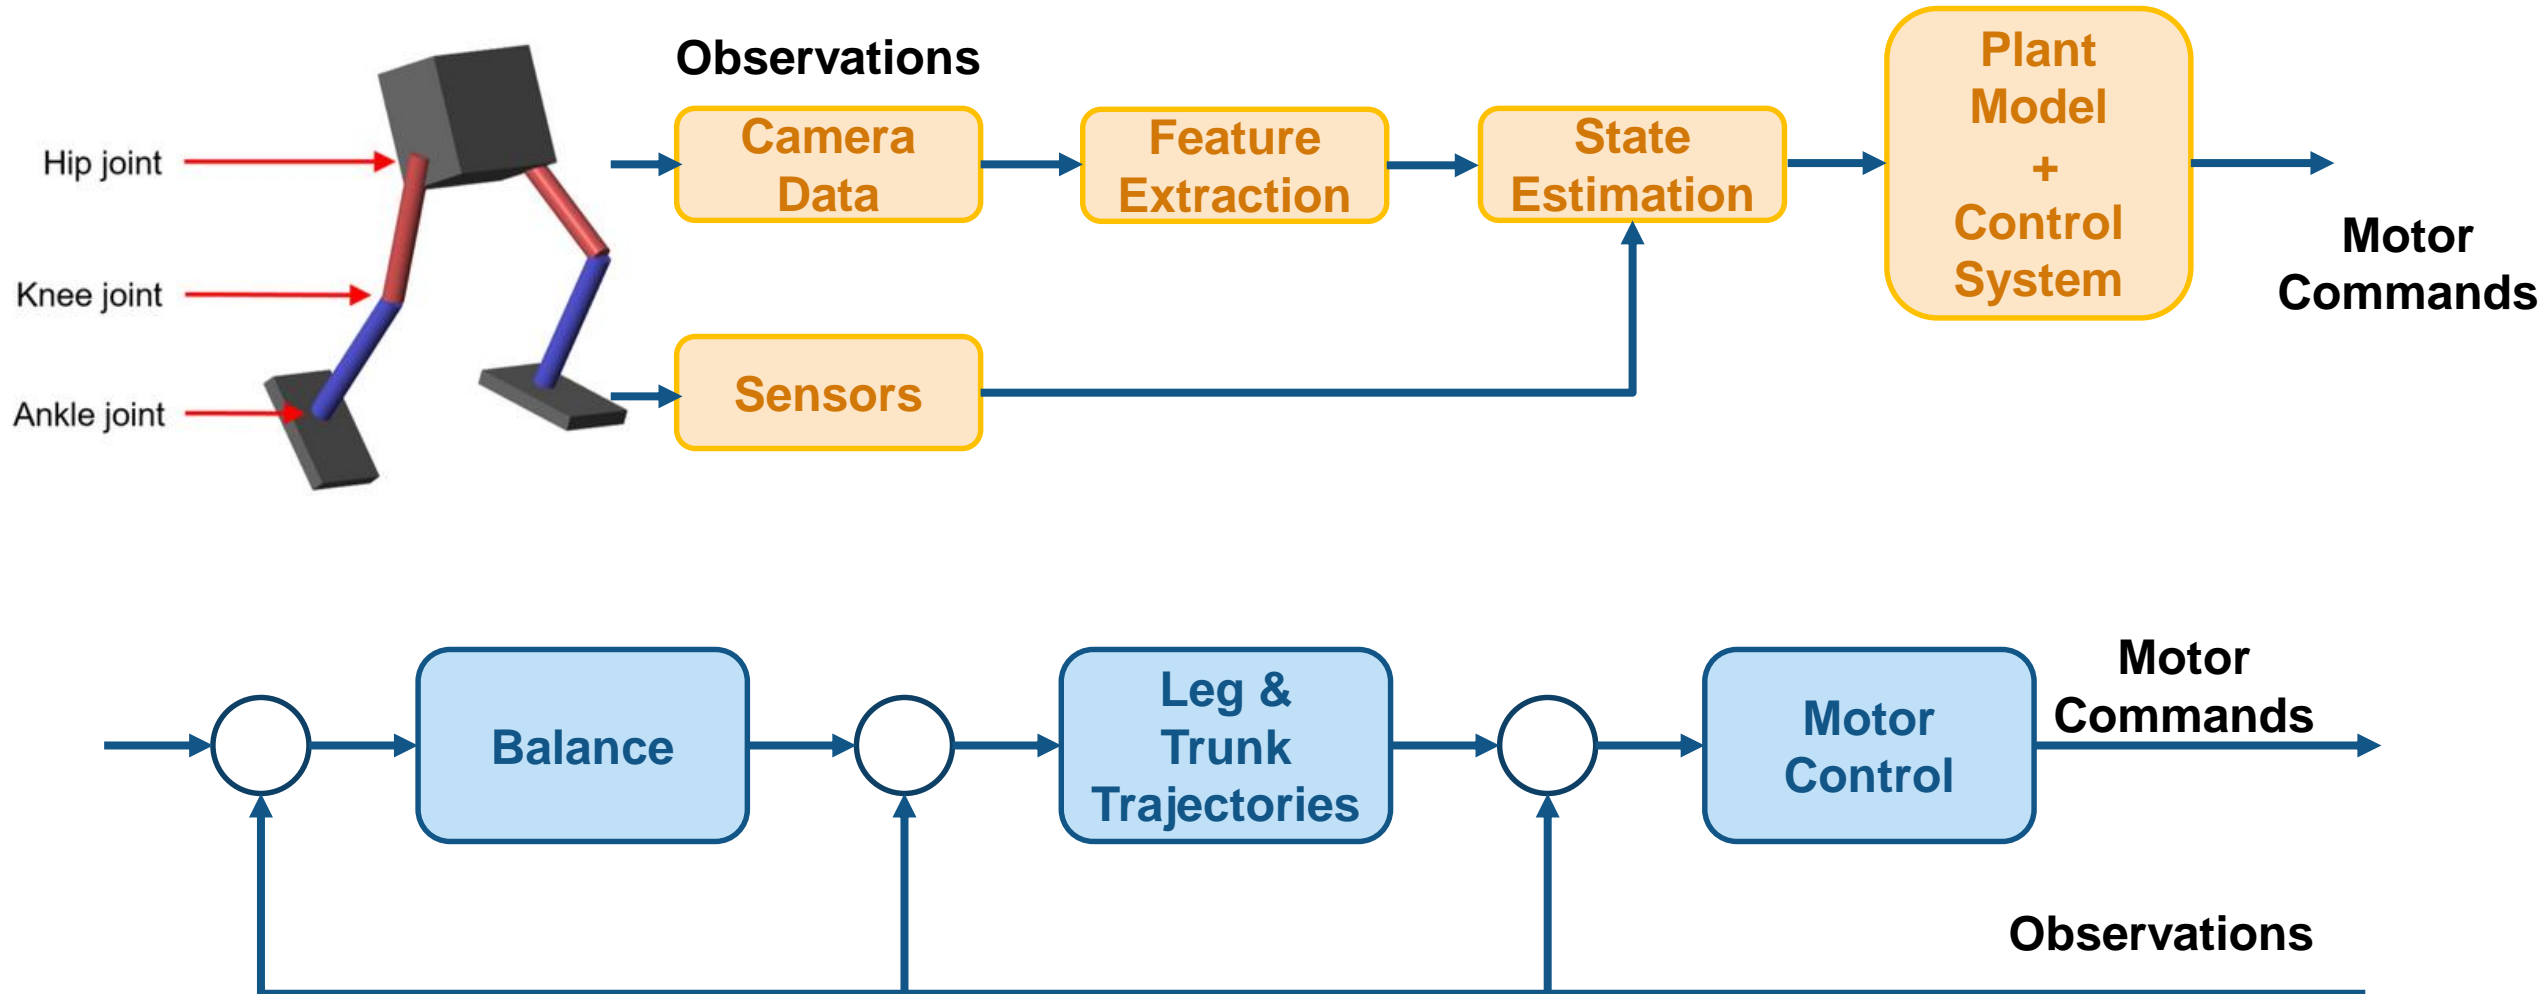 Observations
Hip joint
Knee joint
Ankle joint
Camera
Data
Feature
Extraction
State
Estimation
Plant
Model
+
Control
System
Motor
Commands
Sensors
Balance
Leg &
Trunk
Trajectories
Motor
Control
Motor
Commands
Observations